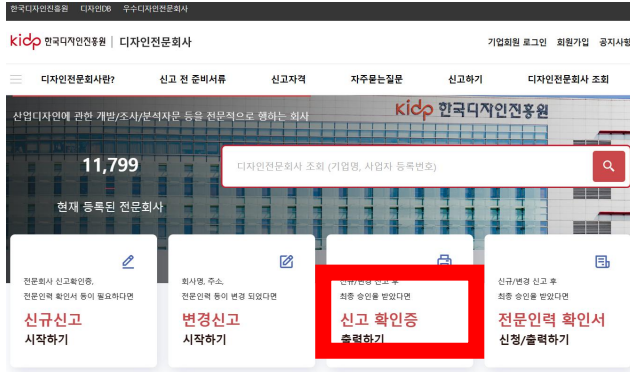 한국디자인진흥원 디자인DB 우수디자인전문회사
kidp 한국디자인진흥원 | 디자인전문회사
기업회원 로그인 회원가입 공지사항
디자인전문회사란? 신고 전 준비서류 신고자격 자주묻는질문 신고하기 디자인전문회사 조회
산업디자인에 관한 개발/조사/분석자문 등을 전문적으로 행하는 회사
kidp 한국디자인진흥원
11,799
현재 등록된 전문회사
디자인전문회사 조회 (기업명, 사업자 등록번호)
전문회사 신고확인증,
전문인력 확인서 등이 필요하다면
신규신고
시작하기
회사명, 주소,
전문인력 등이 변경 되었다면
변경신고
시작하기
신규/변경 신고 후
최종 승인을 받았다면
신고 확인증
출력하기
신규/변경 신고 후
최종 승인을 받았다면
전문인력 확인서
신청/출력하기